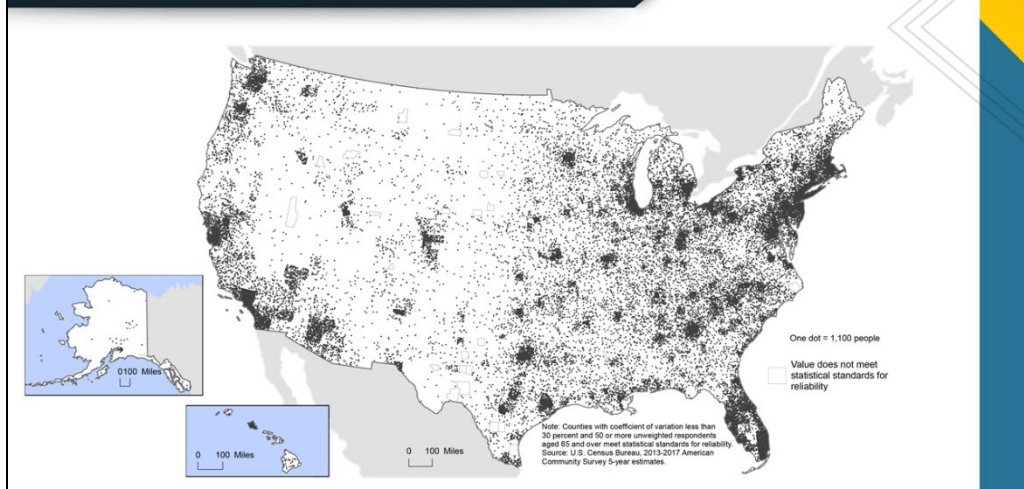 One dot = 1,100 people
Value does not meet
statistical standards for
reliability
0100 Miles
0 100 Miles
0 100 Miles
Note: Counties with coefficient of variation less than
30 percent and 50 or more unweighted respondents
aged 65 and over meet statistical standards for reliability.
Source: U.S. Census Bureau, 2013-2017 American
Community Survey 5-year estimates.